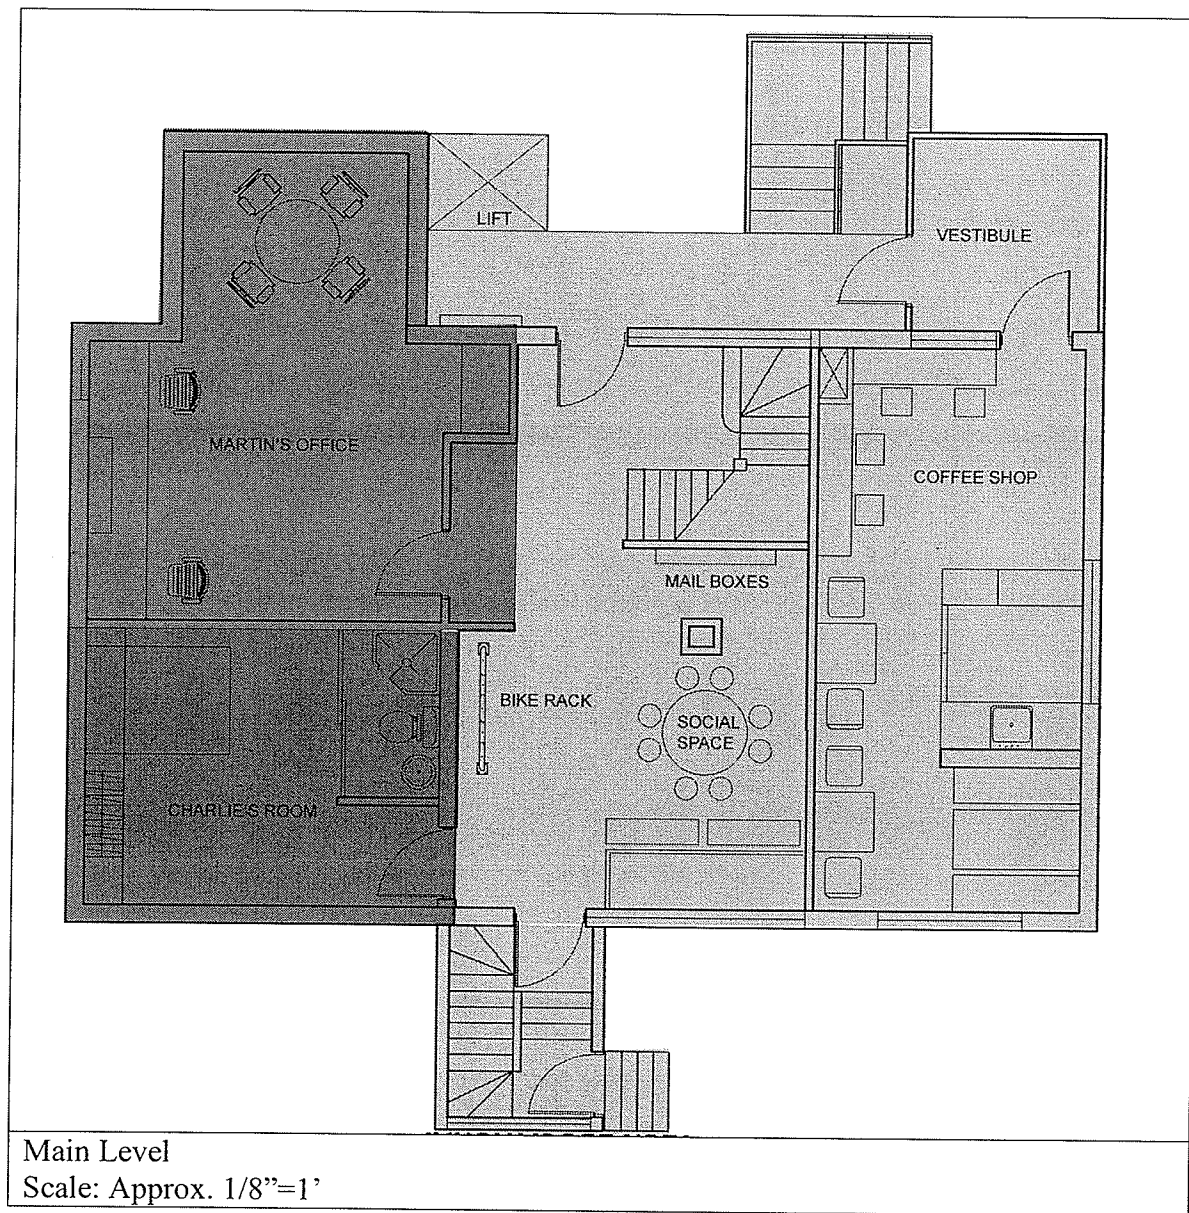 LIFT
VESTIBULE
MARTIN'S OFFICE
COFFEE SHOP
MAIL BOXES
BIKE RACK
SOCIAL
SPACE
CHARLIE'S ROOM
Main Level
Scale: Approx. 1/8”=1’